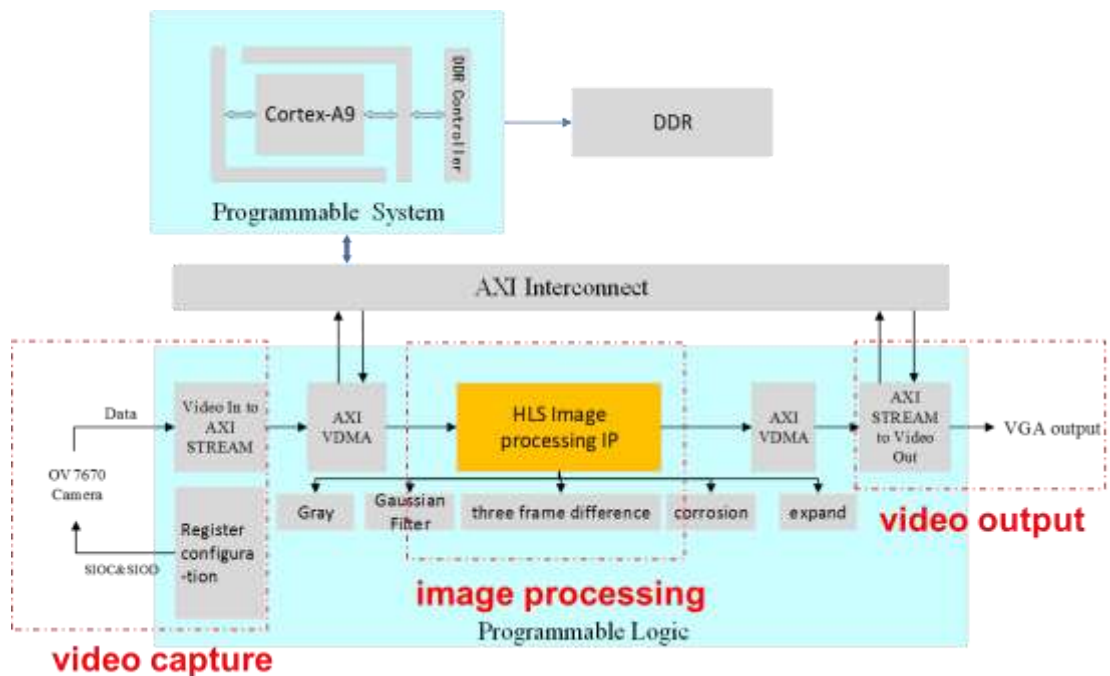 Cortex-A9
DDR Controller
DDR
Programmable System
AXI Interconnect
Data
Video In to
AXI
STREAM
AXI
VDMA
HLS Image
processing IP
AXI
VDMA
AXI
STREAM
to Video
Out
VGA output
OV7670
Camera
Register
configura
-tion
SIOC&SIOD
Gray
Gaussian
Filter
three frame difference
corrosion
expand
video output
image processing
Programmable Logic
video capture